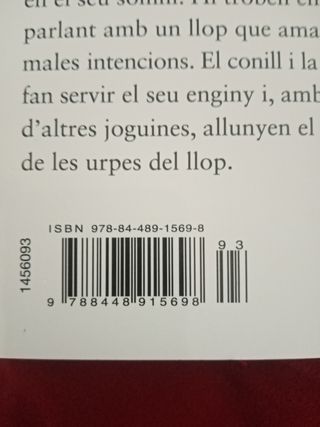 parlant amb un llop que ama
males intencions. El conill i la
fan servir el seu enginy i, amb
d'altres joguines, allunyen el
de les urpes del llop.
ISBN 978-84-489-1569-8
93
9 788448 915698
1456093